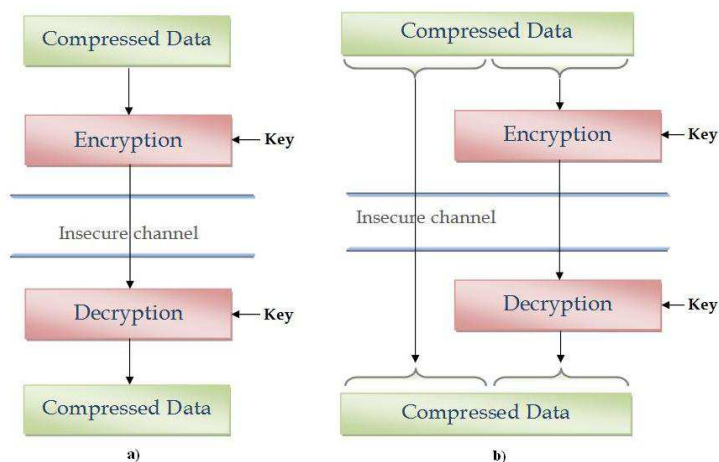 Compressed Data
Encryption
Key
Insecure channel
Decryption
Key
Compressed Data
a)
Compressed Data
Encryption
Key
Insecure channel
Decryption
Key
Compressed Data
b)